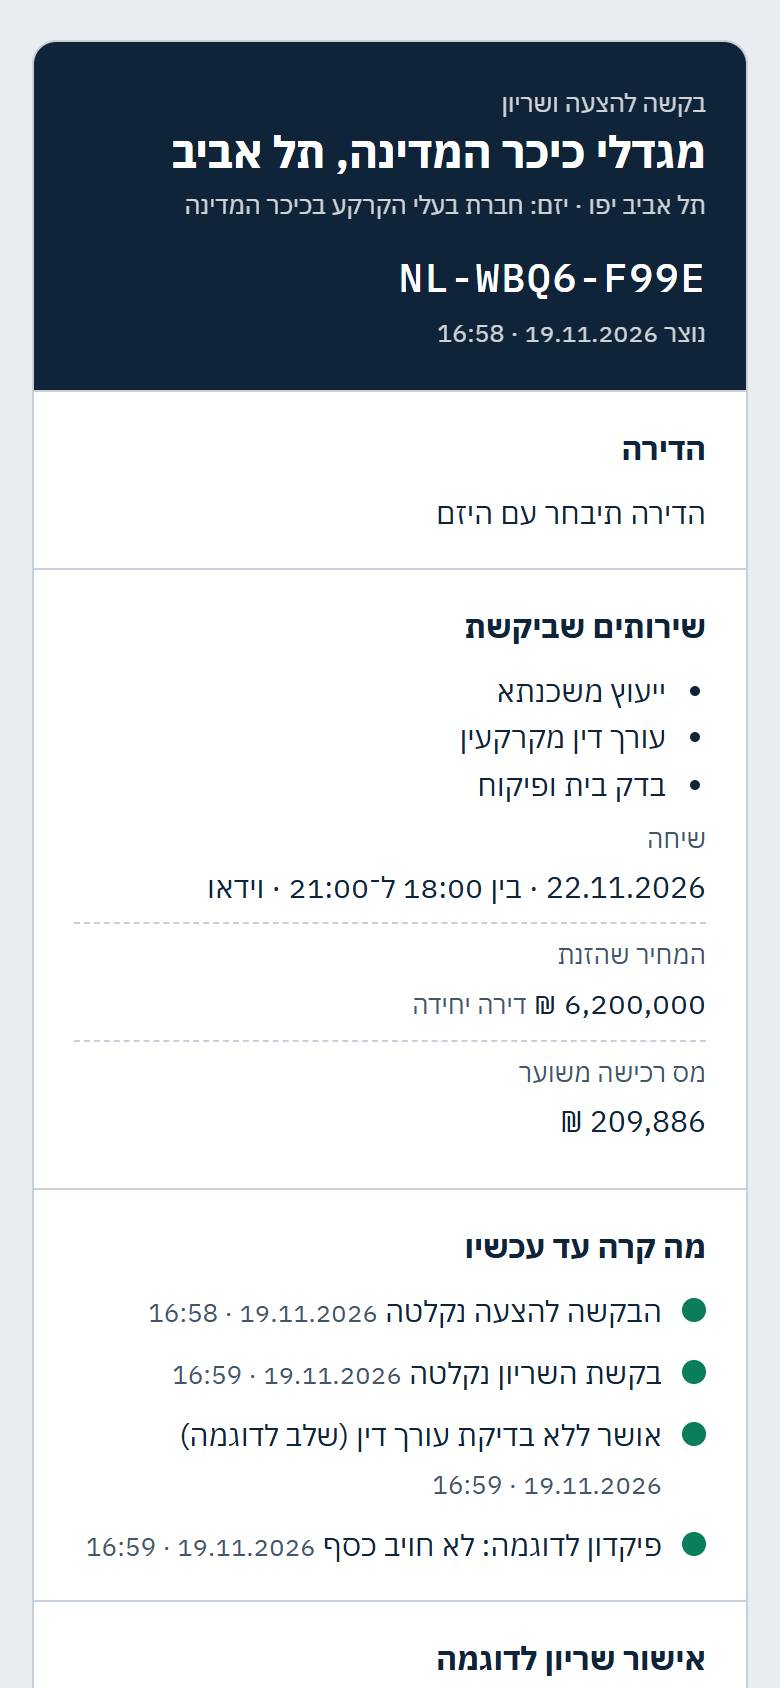 בקשה להצעה ושריון
מגדלי כיכר המדינה, תל אביב
תל אביב יפו · יזם: חברת בעלי הקרקע בכיכר המדינה
NL-WBQ6-F99E
נוצר 19.11.2026 · 16:58
הדירה
הדירה תיבחר עם היזם
שירותים שביקשת
• ייעוץ משכנתא
• עורך דין מקרקעין
• בדק בית ופיקוח
שיחה
22.11.2026 · בין 18:00 ל־21:00 · וידאו
המחיר שהזנת
6,200,000 ₪ דירה יחידה
מס רכישה משוער
209,886 ₪
מה קרה עד עכשיו
הבקשה להצעה נקלטה 19.11.2026 · 16:58
בקשת השריון נקלטה 19.11.2026 · 16:59
אושר ללא בדיקת עורך דין (שלב לדוגמה)
19.11.2026 · 16:59
פיקדון לדוגמה: לא חויב כסף 19.11.2026 · 16:59
אישור שריון לדוגמה